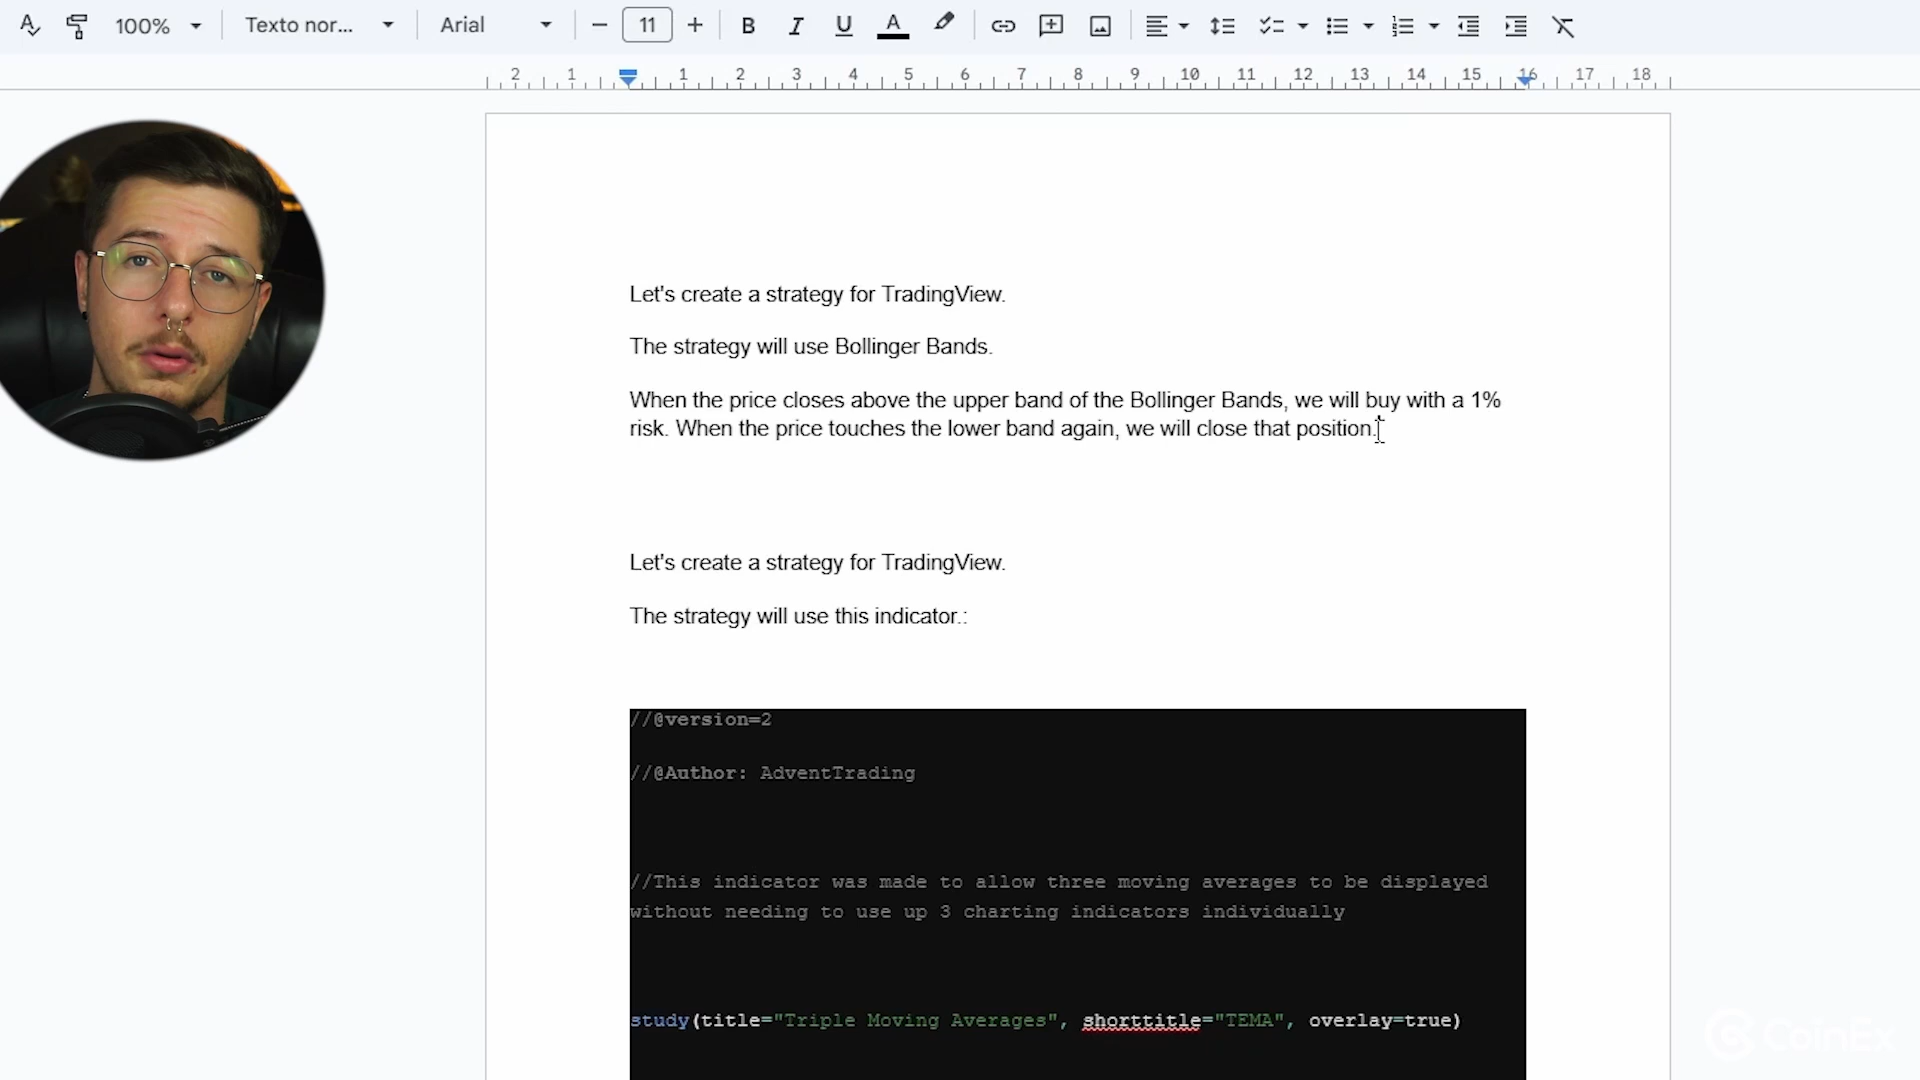 100%
Texto nor...
Arial
11
2 1 1 2 3 4 5 6 7 8 9 10 11 12 13 14 15 16 17 18
Let's create a strategy for TradingView.
The strategy will use Bollinger Bands.
When the price closes above the upper band of the Bollinger Bands, we will buy with a 1%
risk. When the price touches the lower band again, we will close that position.
Let's create a strategy for TradingView.
The strategy will use this indicator.:
//@version=2
//@Author: AdventTrading
//This indicator was made to allow three moving averages to be displayed
without needing to use up 3 charting indicators individually
study(title="Triple Moving Averages", shorttitle="TEMA", overlay=true)
CoinEx